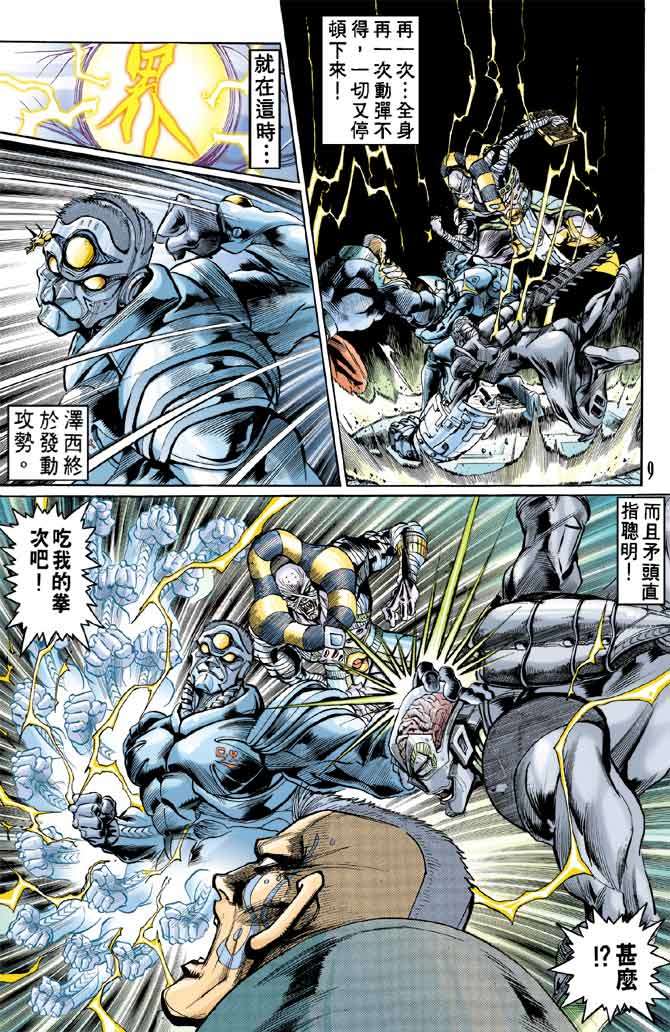 再一次…全身
再一次動彈不
得，一切又停
頓下來！
就在這時…
界
澤西終
於發動
攻勢。
9
而且矛頭直
指聰明！
吃我的拳
次吧！
甚麼
!?